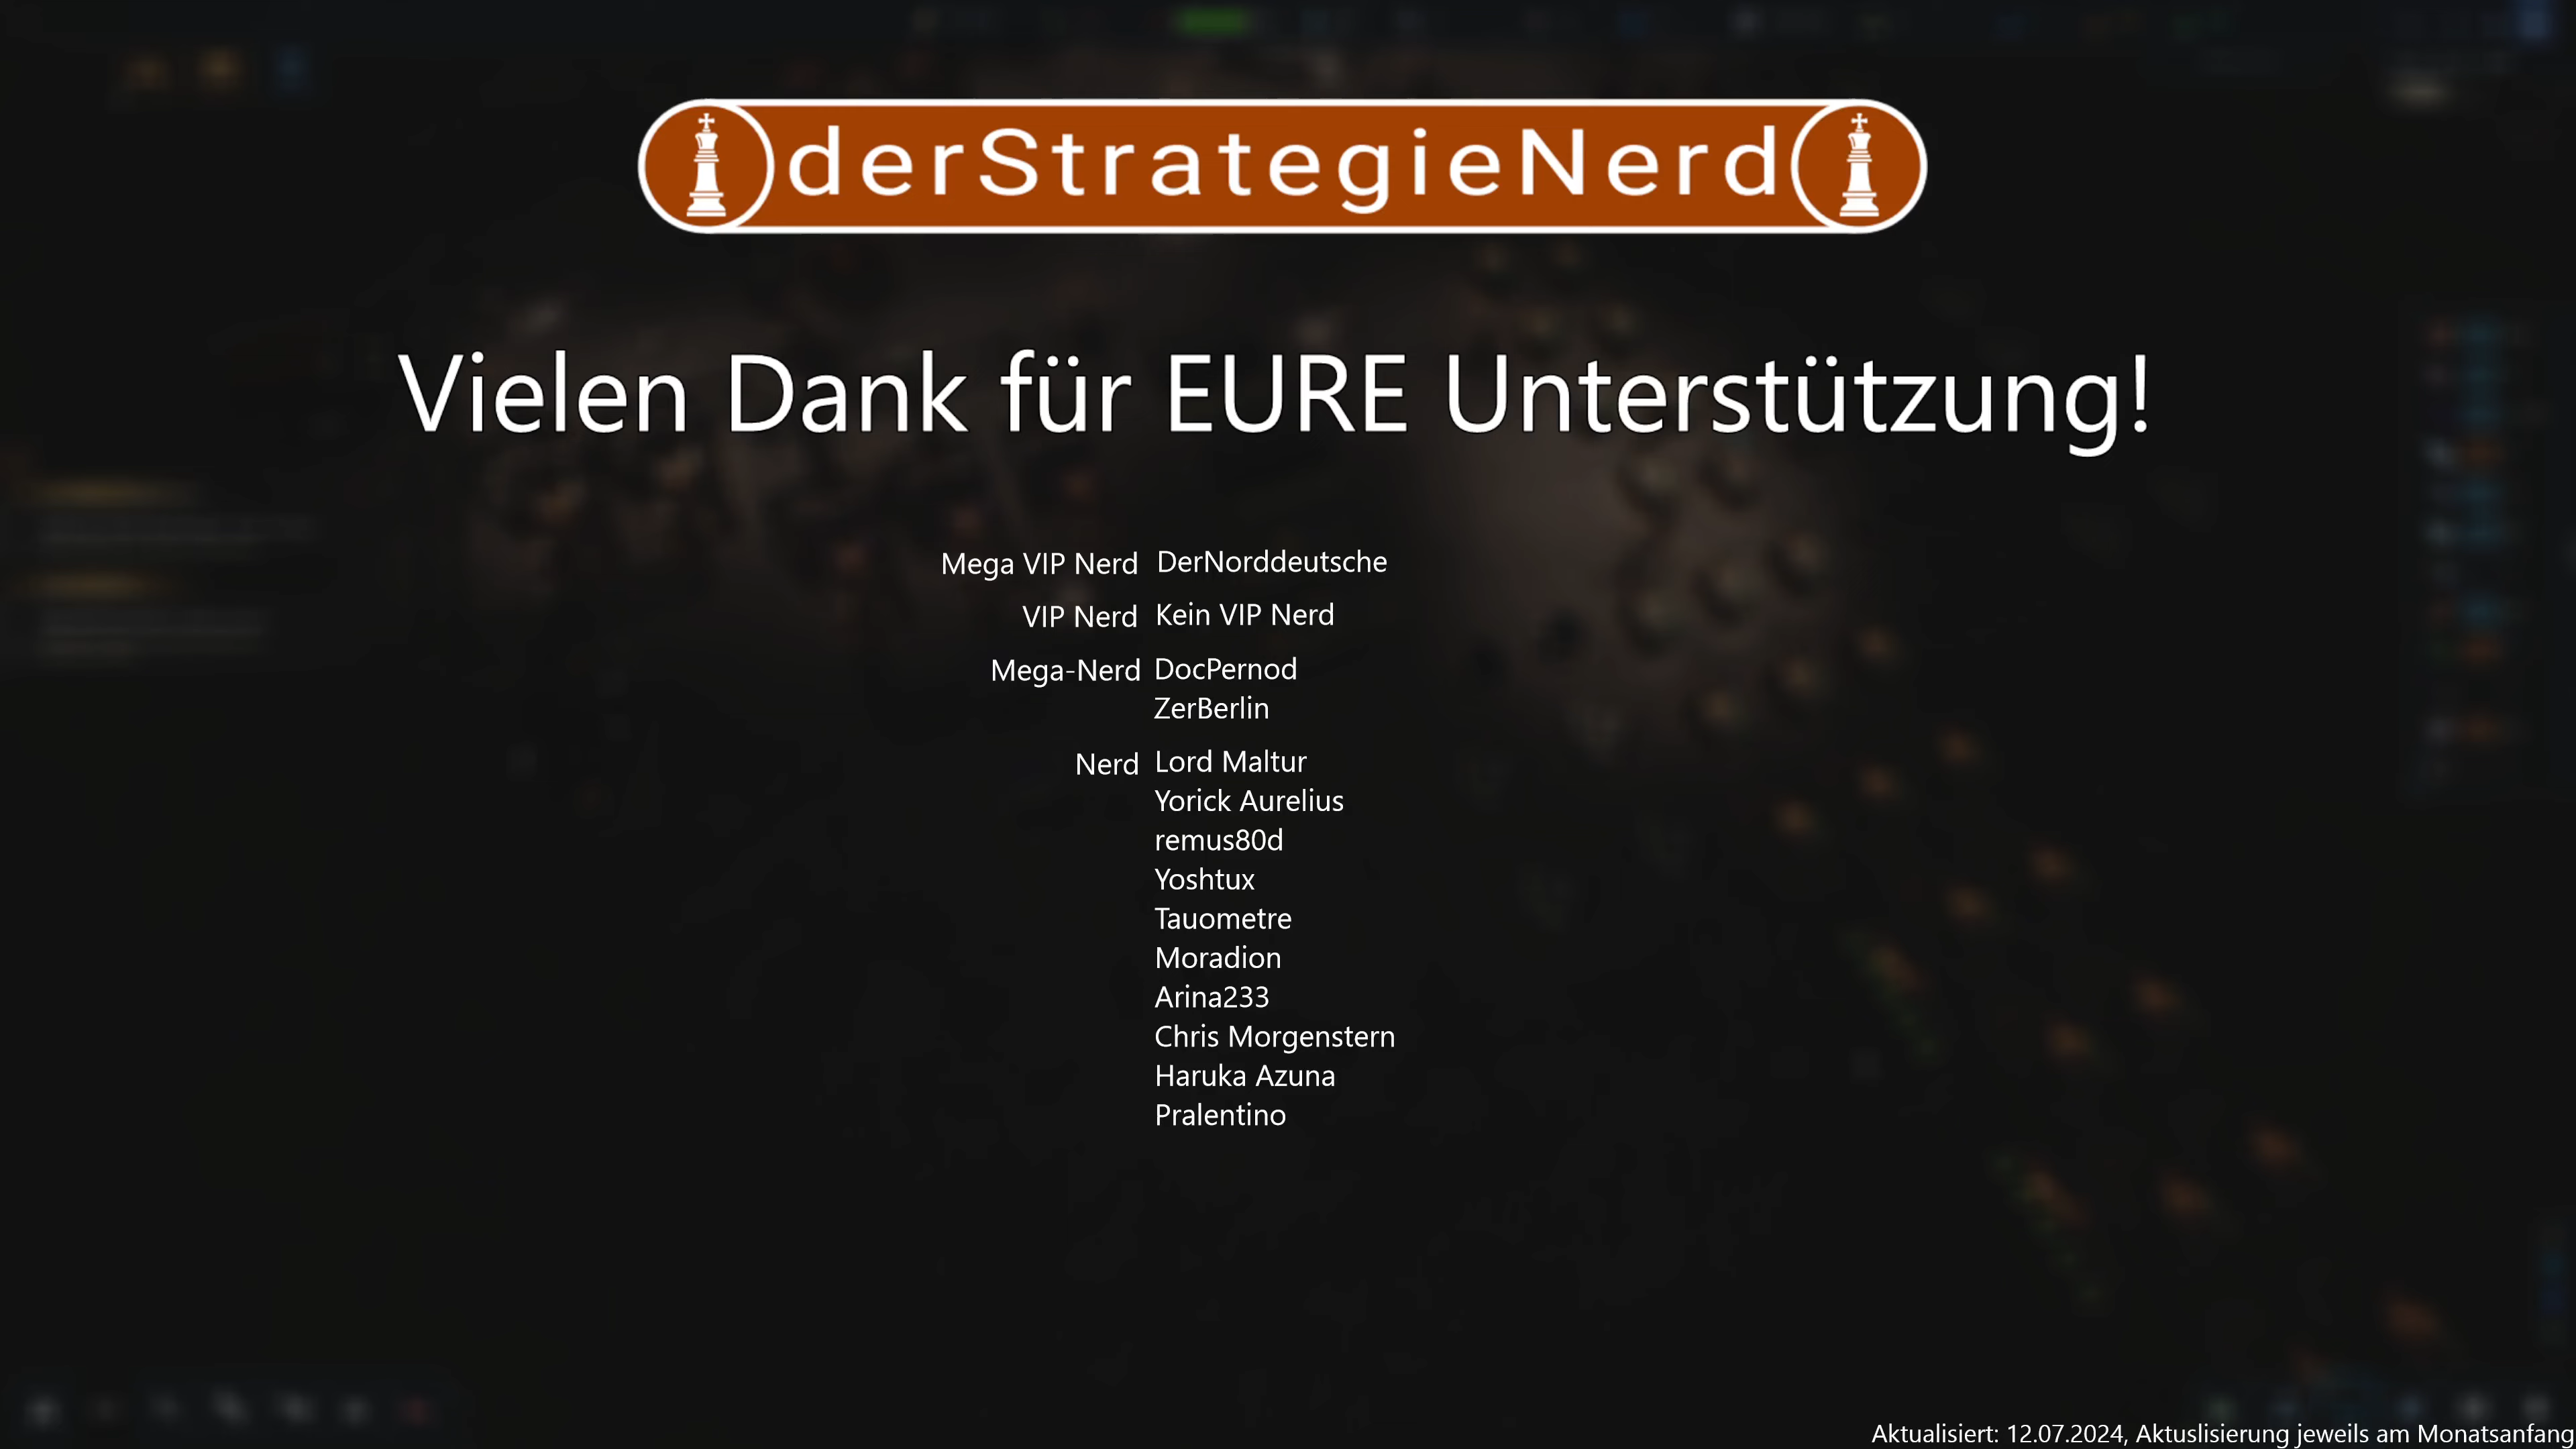 derStrategieNerd
Vielen Dank für EURE Unterstützung!
Mega VIP Nerd DerNorddeutsche
VIP Nerd Kein VIP Nerd
Mega-Nerd DocPernod
ZerBerlin
Nerd Lord Maltur
Yorick Aurelius
remus80d
Yoshtux
Tauometre
Moradion
Arina233
Chris Morgenstern
Haruka Azuna
Pralentino
Aktualisiert: 12.07.2024, Aktuslisierung jeweils am Monatsanfang